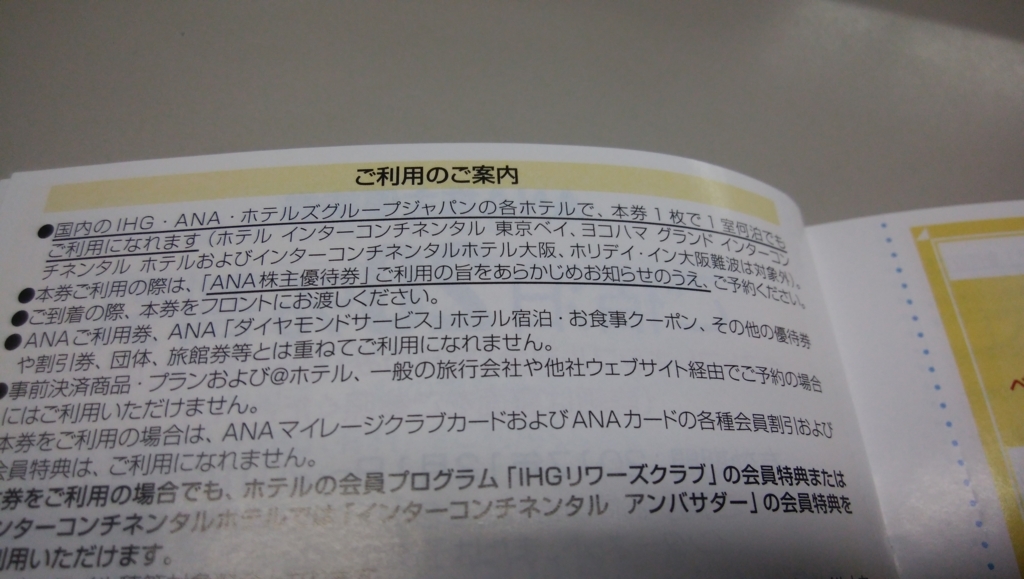 ご利用のご案内
●国内のIHG・ANA・ホテルズグループジャパンの各ホテルで、本券1枚で1室何泊でも
ご利用になれます（ホテル インターコンチネンタル 東京ベイ、ヨコハマ グランド インターコン
チネンタル ホテルおよびインターコンチネンタルホテル大阪、ホリデイ・イン大阪難波は対象外）。
●本券ご利用の際は、「ANA株主優待券」ご利用の旨をあらかじめお知らせのうえ、ご予約ください。
●ご到着の際、本券をフロントにお渡しください。
●ANAご利用券、ANA「ダイヤモンドサービス」ホテル宿泊・お食事クーポン、その他の優待券
や割引券、団体、旅館券等とは重ねてご利用になれません。
●事前決済商品・プランおよび@ホテル、一般の旅行会社や他社ウェブサイト経由でご予約の場合
にはご利用いただけません。
本券をご利用の場合は、ANAマイレージクラブカードおよびANAカードの各種会員割引および
会員特典は、ご利用になれません。
券をご利用の場合でも、ホテルの会員プログラム「IHGリワーズクラブ」の会員特典または
ンターコンチネンタルホテルでは「インターコンチネンタル アンバサダー」の会員特典を
利用いただけます。